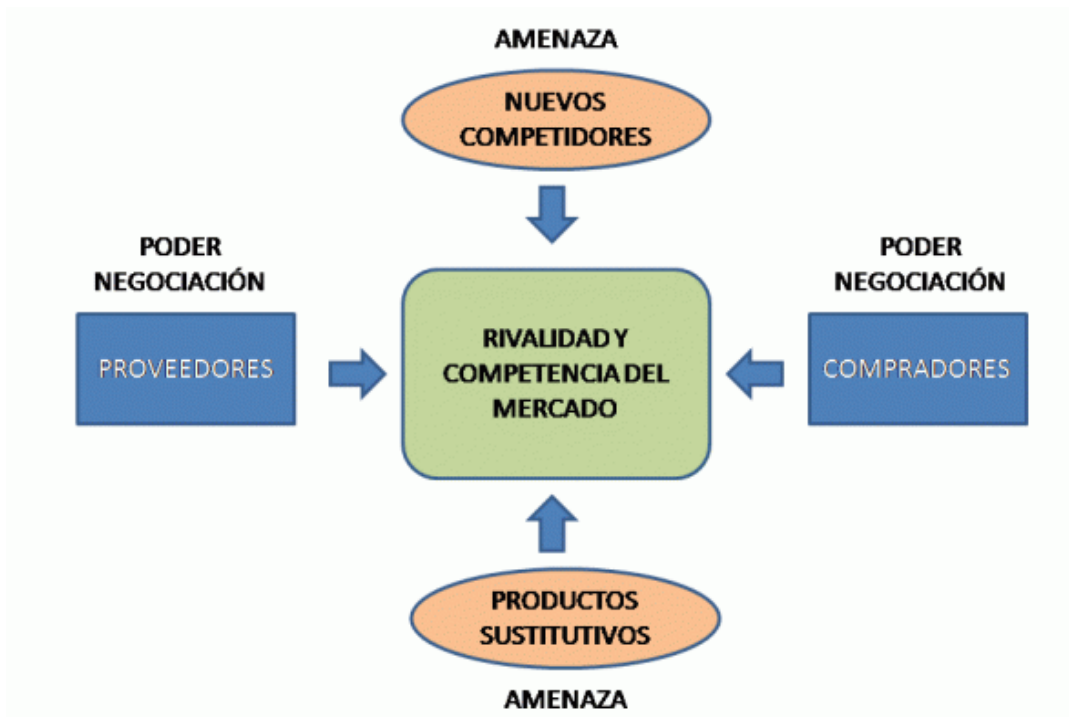 AMENAZA
NUEVOS
COMPETIDORES
PODER
NEGOCIACIÓN
PROVEEDORES
RIVALIDAD Y
COMPETENCIA DEL
MERCADO
PODER
NEGOCIACIÓN
COMPRADORES
PRODUCTOS
SUSTITUTIVOS
AMENAZA